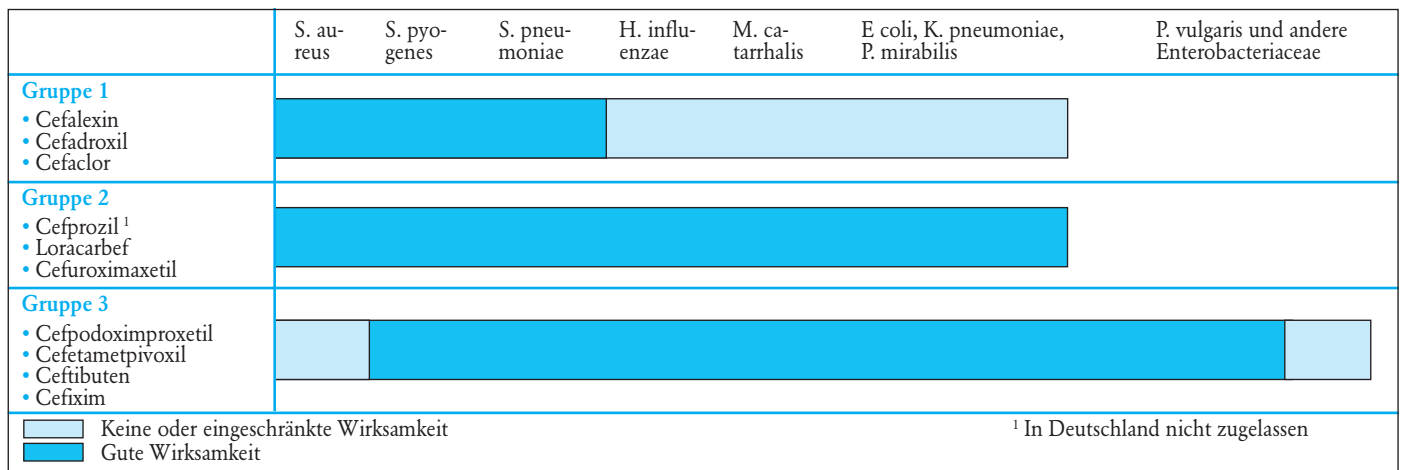 S. au- S. pyo- S. pneu- H. influ- M. ca- E coli, K. pneumoniae, P. vulgaris und andere
reus genes moniae enzae tarrhalis P. mirabilis Enterobacteriaceae
Gruppe 1
• Cefalexin
• Cefadroxil
• Cefaclor
Gruppe 2
• Cefprozil ¹
• Loracarbef
• Cefuroximaxetil
Gruppe 3
• Cefpodoximproxetil
• Cefetametpivoxil
• Ceftibuten
• Cefixim
Keine oder eingeschränkte Wirksamkeit ¹ In Deutschland nicht zugelassen
Gute Wirksamkeit